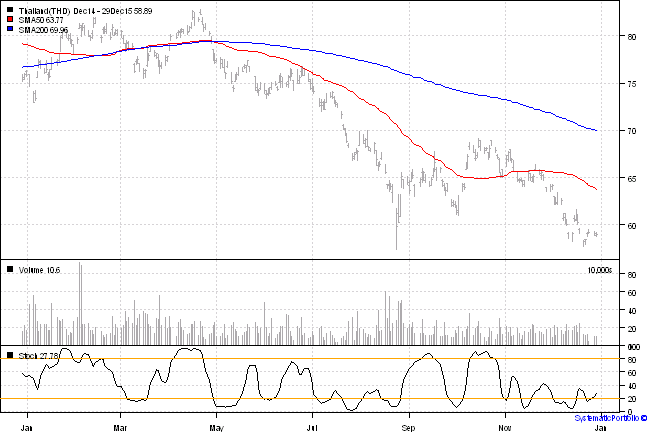 Thailand(THD) Dec14 - 29Dec15 58.89
SMA50 63.77
SMA200 69.96
80
75
70
65
60
Volume 10.6
10,000s
80
60
40
20
0
Stoch 27.78
100
80
60
40
20
0
Jan
Mar
May
Jul
Sep
Nov
Jan
SystematicPortfolio ©